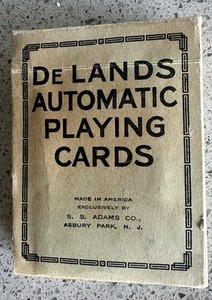 DE LANDS
AUTOMATIC
PLAYING
CARDS
MADE IN AMERICA
EXCLUSIVELY BY
S. S. ADAMS CO.,
ASBURY PARK, N. J.